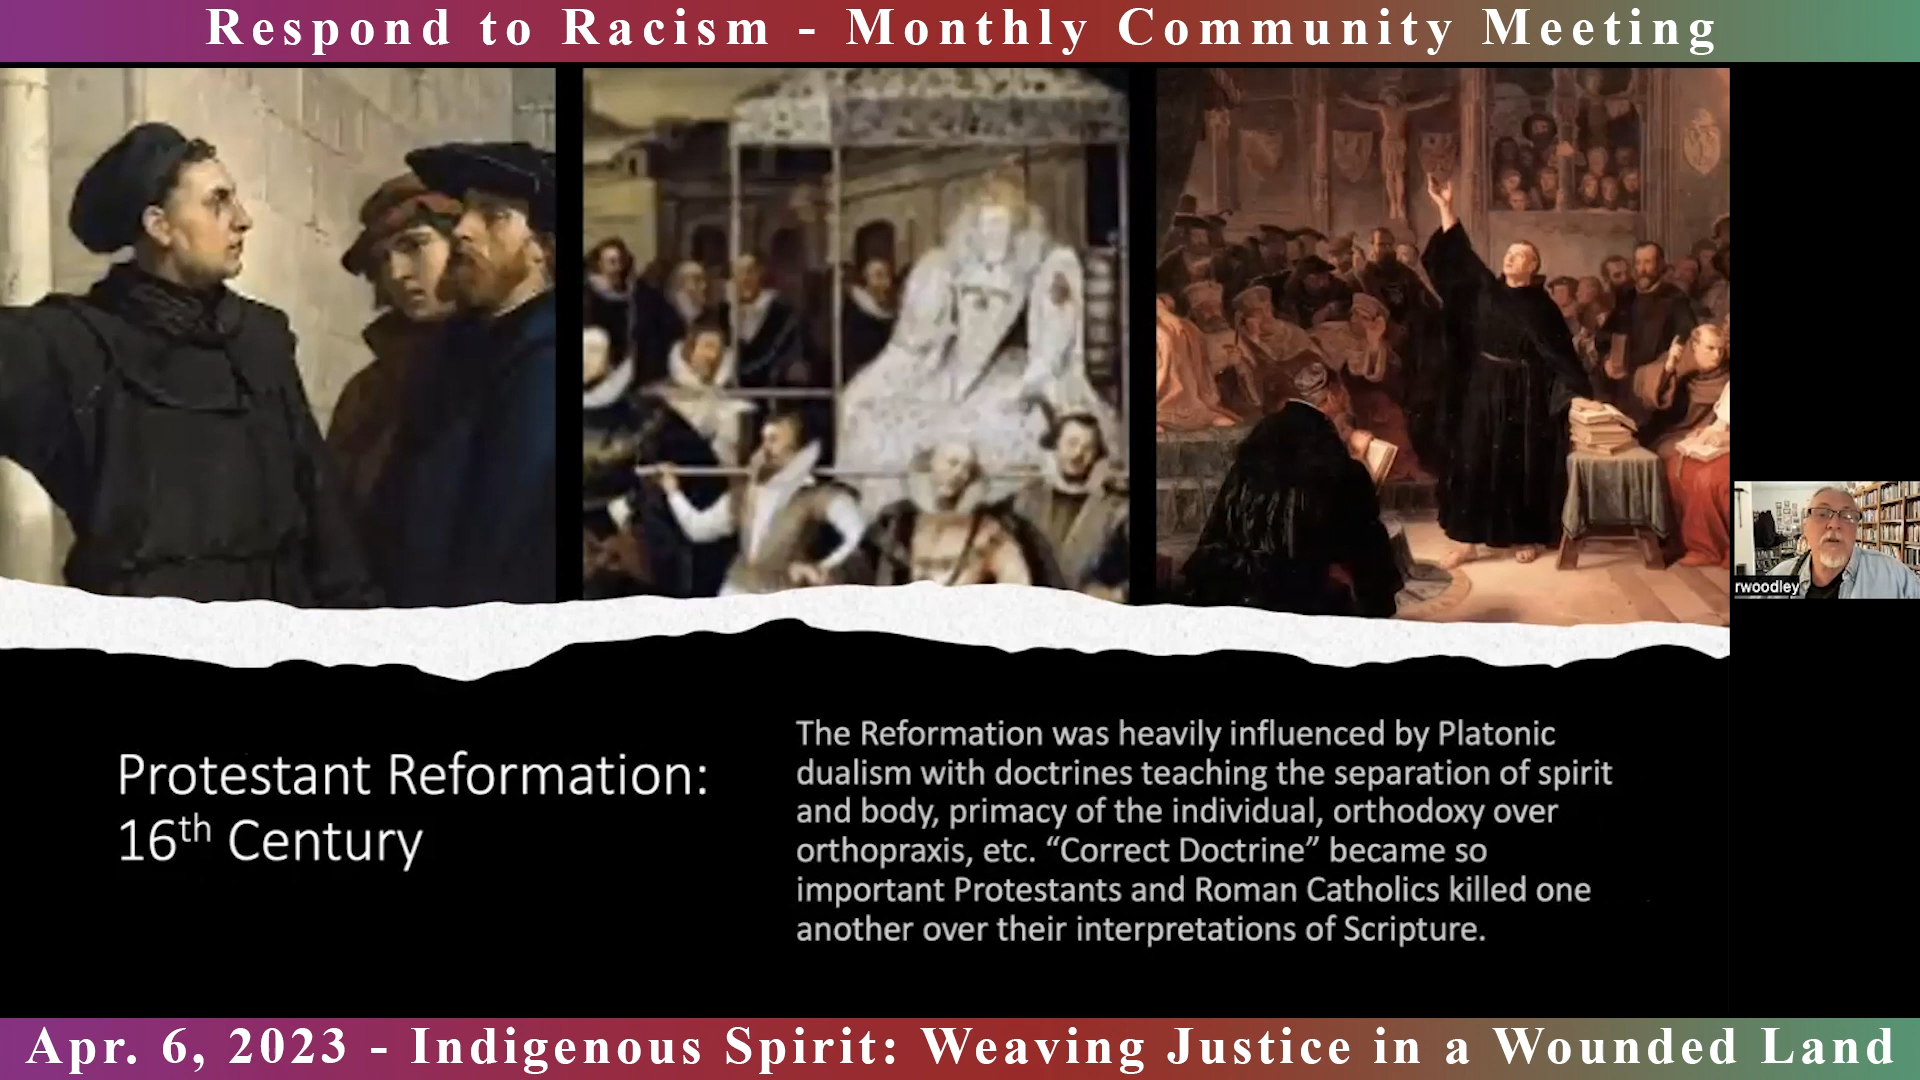 Respond to Racism - Monthly Community Meeting
rwoodley
Protestant Reformation:
16th Century
The Reformation was heavily influenced by Platonic
dualism with doctrines teaching the separation of spirit
and body, primacy of the individual, orthodoxy over
orthopraxis, etc. “Correct Doctrine” became so
important Protestants and Roman Catholics killed one
another over their interpretations of Scripture.
Apr. 6, 2023 - Indigenous Spirit: Weaving Justice in a Wounded Land